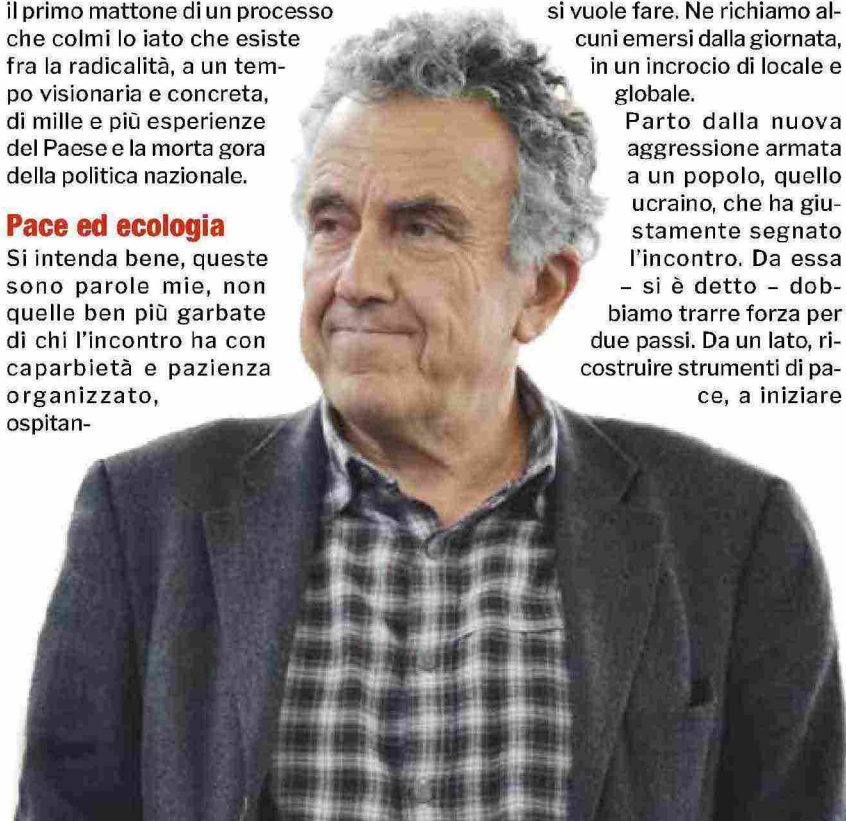 il primo mattone di un processo
che colmi lo iato che esiste
fra la radicalità, a un tem-
po visionaria e concreta,
di mille e più esperienze
del Paese e la morta gora
della politica nazionale.
Pace ed ecologia
Si intenda bene, queste
sono parole mie, non
quelle ben più garbate
di chi l'incontro ha con
caparbietà e pazienza
organizzato,
ospitan-
si vuole fare. Ne richiamo al-
cuni emersi dalla giornata,
in un incrocio di locale e
globale.
Parto dalla nuova
aggressione armata
a un popolo, quello
ucraino, che ha giu-
stamente segnato
l'incontro. Da essa
– si è detto – dob-
biamo trarre forza per
due passi. Da un lato, ri-
costruire strumenti di pa-
ce, a iniziare